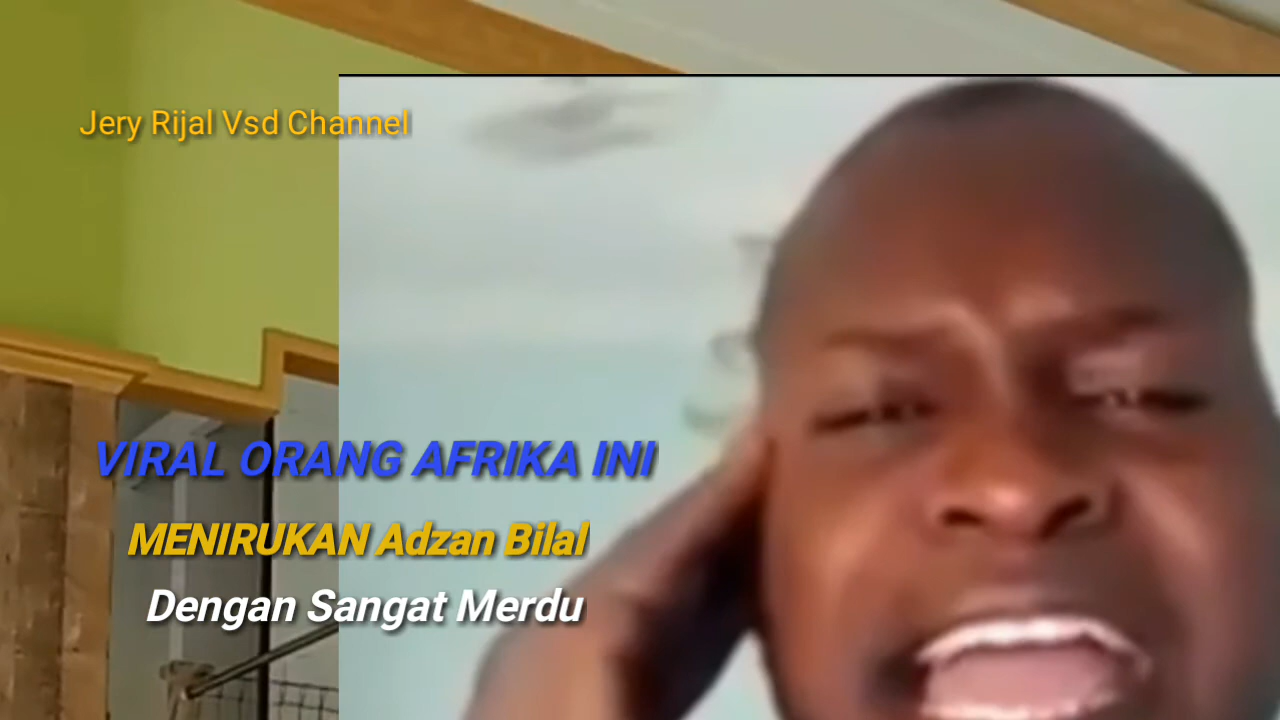 Jery Rijal Vsd Channel
VIRAL ORANG AFRIKA INI
MENIRUKAN Adzan Bilal
Dengan Sangat Merdu